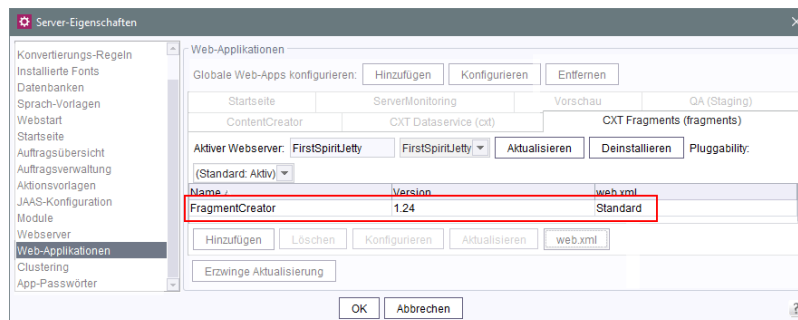 Server-Eigenschaften
Konvertierungs-Regeln
Installierte Fonts
Datenbanken
Sprach-Vorlagen
Webstart
Startseite
Auftragsübersicht
Auftragsverwaltung
Aktionsvorlagen
JAAS-Konfiguration
Module
Webserver
Web-Applikationen
Clustering
App-Passwörter
Web-Applikationen
Globale Web-Apps konfigurieren: Hinzufügen Konfigurieren Entfernen
Startseite ServerMonitoring Vorschau QA (Staging)
ContentCreator CXT Dataservice (cxt) CXT Fragments (fragments)
Aktiver Webserver: FirstSpiritJetty FirstSpiritJetty Aktualisieren Deinstallieren Pluggability:
(Standard: Aktiv)
Name Version web.xml
FragmentCreator 1.24 Standard
Hinzufügen Löschen Konfigurieren Aktualisieren web.xml
Erzwinge Aktualisierung
OK Abbrechen
?